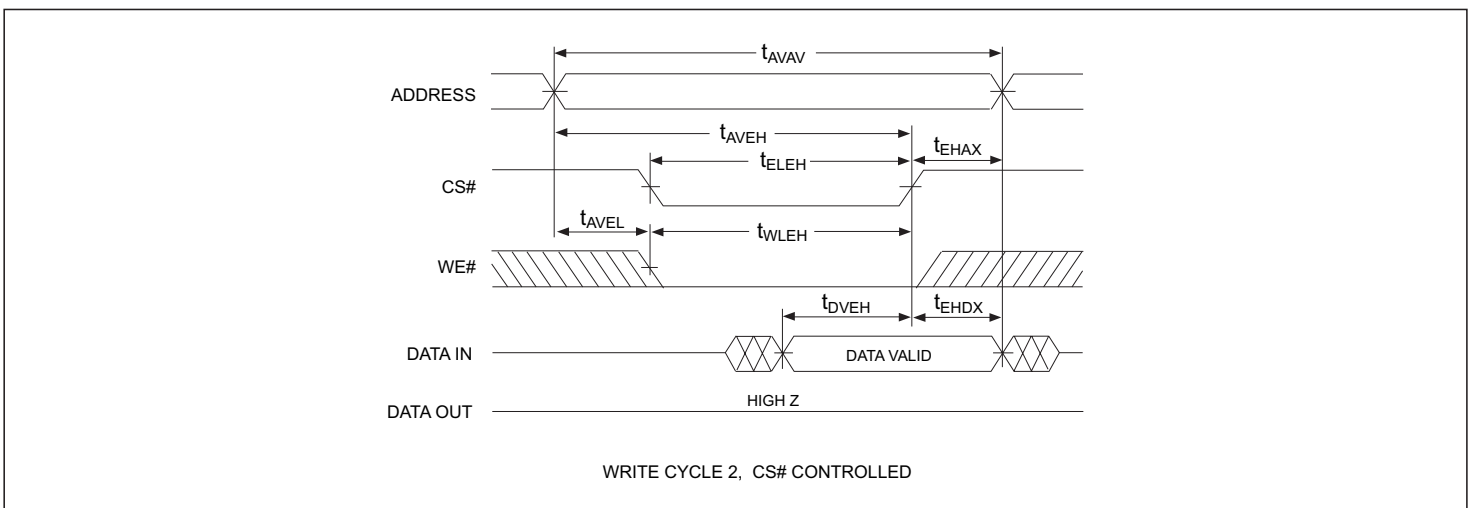 tAVAV
ADDRESS
tAVEH
tELEH
tEHAX
CS#
tAVEL
tWLEH
WE#
tDVEH
tEHDX
DATA IN
DATA VALID
HIGH Z
DATA OUT
WRITE CYCLE 2, CS# CONTROLLED